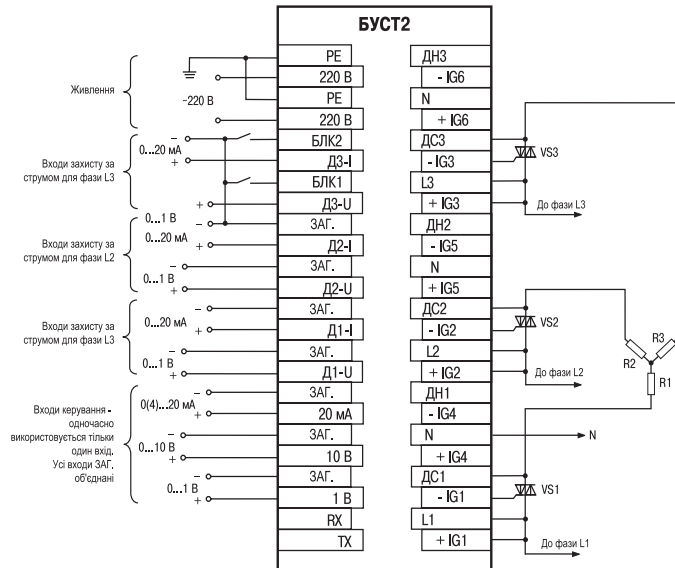 БУСТ2
PE
220 В
PE
220 В
БЛК2
Д3-I
БЛК1
Д3-U
ЗАГ.
Д2-I
ЗАГ.
Д2-U
ЗАГ.
Д1-I
ЗАГ.
Д1-U
ЗАГ.
20 мА
ЗАГ.
10 В
ЗАГ.
1 В
RX
TX
ДН3
- IG6
N
+ IG6
ДС3
- IG3
L3
+ IG3
ДН2
- IG5
N
+ IG5
ДС2
- IG2
L2
+ IG2
ДН1
- IG4
N
+ IG4
ДС1
- IG1
L1
+ IG1
Живлення
~220 В
Входи захисту за
струмом для фази L3
0...20 мА
0...1 В
Входи захисту за
струмом для фази L2
0...20 мА
0...1 В
Входи захисту за
струмом для фази L3
0...20 мА
0...1 В
Входи керування -
одночасно
використовується тільки
один вхід.
Усі входи ЗАГ.
об'єднані
0(4)...20 мА
0...10 В
0...1 В
VS3
До фази L3
VS2
До фази L2
R2
R3
R1
N
VS1
До фази L1